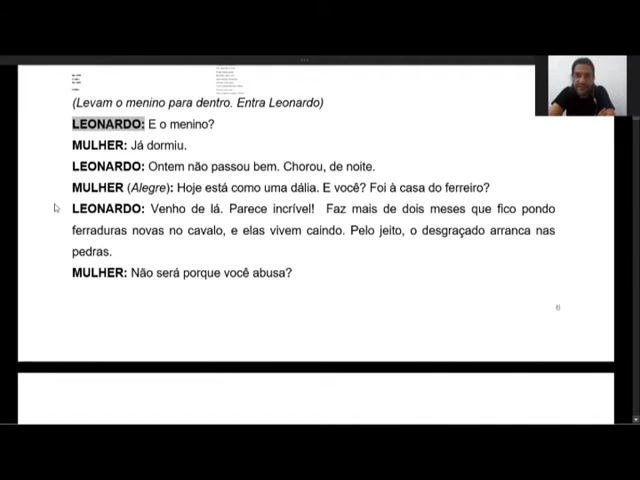 (Levam o menino para dentro. Entra Leonardo)
LEONARDO: E o menino?
MULHER: Já dormiu.
LEONARDO: Ontem não passou bem. Chorou, de noite.
MULHER (Alegre): Hoje está como uma dália. E você? Foi à casa do ferreiro?
LEONARDO: Venho de lá. Parece incrível! Faz mais de dois meses que fico pondo
ferraduras novas no cavalo, e elas vivem caindo. Pelo jeito, o desgraçado arranca nas
pedras.
MULHER: Não será porque você abusa?
6